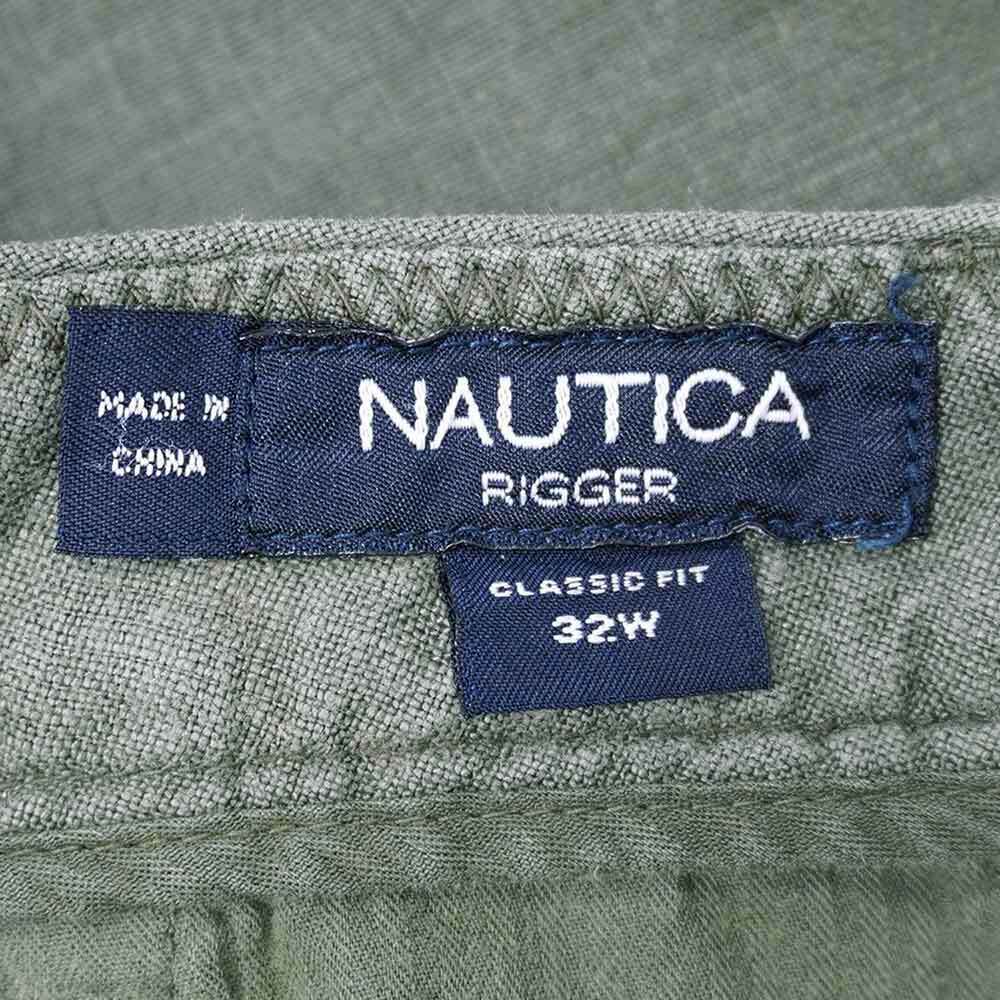 MADE IN
CHINA
NAUTICA
RIGGER
CLASSIC FIT
32W